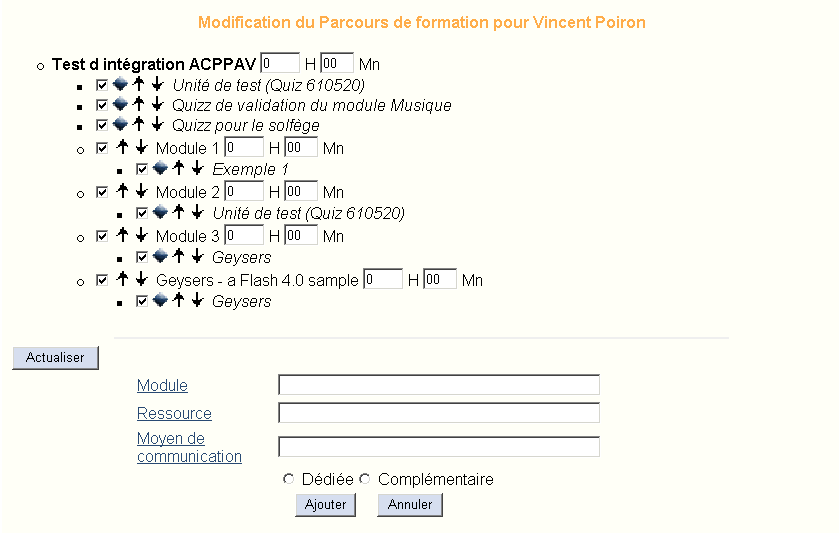 Modification du Parcours de formation pour Vincent Poiron
Test d intégration ACPPAV 0 H 00 Mn
Unité de test (Quiz 610520)
Quizz de validation du module Musique
Quizz pour le solfège
Module 1 0 H 00 Mn
Exemple 1
Module 2 0 H 00 Mn
Unité de test (Quiz 610520)
Module 3 0 H 00 Mn
Geysers
Geysers - a Flash 4.0 sample 0 H 00 Mn
Geysers
Actualiser
Module
Ressource
Moyen de
communication
Dédiée Complémentaire
Ajouter Annuler